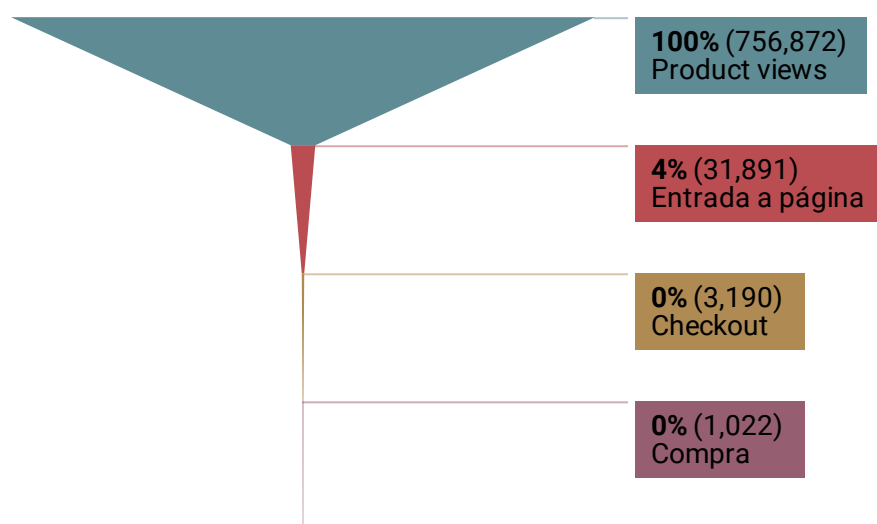 100% (756,872)
Product views
4% (31,891)
Entrada a página
0% (3,190)
Checkout
0% (1,022)
Compra